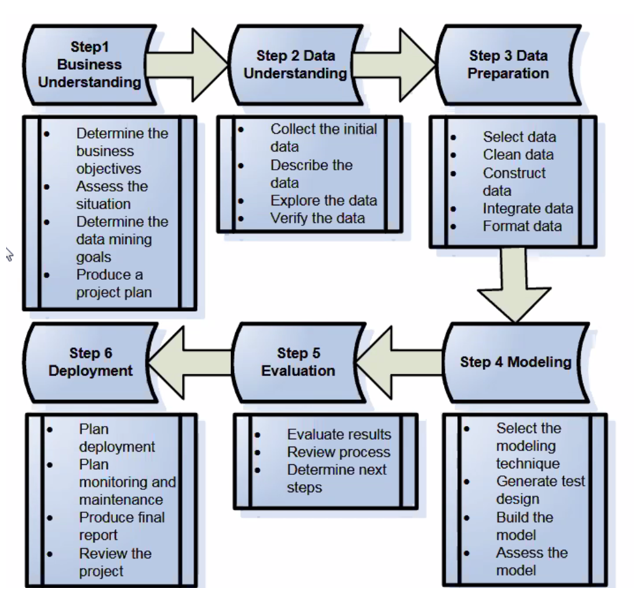 Step1
Business
Understanding
Step 2 Data
Understanding
Step 3 Data
Preparation
• Determine the
business
objectives
• Assess the
situation
• Determine the
data mining
goals
• Produce a
project plan
• Collect the initial
data
• Describe the
data
• Explore the data
• Verify the data
• Select data
• Clean data
• Construct
data
• Integrate data
• Format data
Step 4 Modeling
• Select the
modeling
technique
• Generate test
design
• Build the
model
• Assess the
model
Step 5
Evaluation
• Evaluate results
• Review process
• Determine next
steps
Step 6
Deployment
• Plan
deployment
• Plan
monitoring and
maintenance
• Produce final
report
• Review the
project